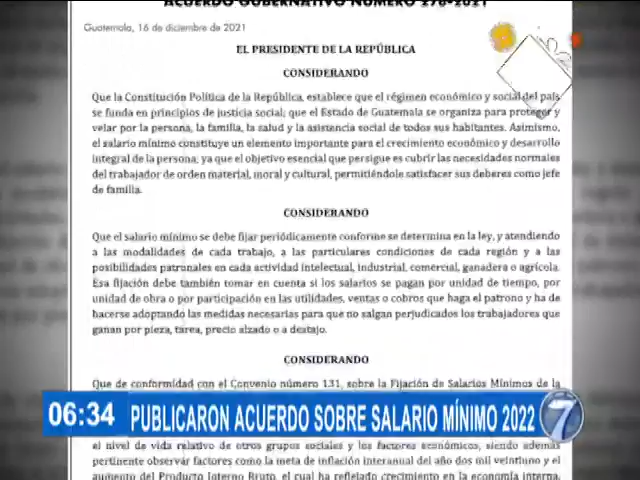 ACUERDO GUBERNATIVO NÚMERO 278-2021
Guatemala, 16 de diciembre de 2021
EL PRESIDENTE DE LA REPÚBLICA
CONSIDERANDO
Que la Constitución Política de la República, establece que el régimen económico y social del país
se funda en principios de justicia social; que el Estado de Guatemala se organiza para proteger y
velar por la persona, la familia, la salud y la asistencia social de todos sus habitantes. Asimismo,
el salario mínimo constituye un elemento importante para el crecimiento económico y desarrollo
integral de la persona, ya que el objetivo esencial que persigue es cubrir las necesidades normales
del trabajador de orden material, moral y cultural, permitiéndole satisfacer sus deberes como jefe
de familia.
CONSIDERANDO
Que el salario mínimo se debe fijar periódicamente conforme se determina en la ley, y atendiendo
a las modalidades de cada trabajo, a las particulares condiciones de cada región y a las
posibilidades patronales en cada actividad intelectual, industrial, comercial, ganadera o agrícola.
Esa fijación debe también tomar en cuenta si los salarios se pagan por unidad de tiempo, por
unidad de obra o por participación en las utilidades, ventas o cobros que haga el patrono y ha de
hacerse adoptando las medidas necesarias para que no salgan perjudicados los trabajadores que
ganan por pieza, tarea, precio alzado o a destajo.
CONSIDERANDO
Que de conformidad con el Convenio número 131, sobre la Fijación de Salarios Mínimos de la
06:34 PUBLICARON ACUERDO SOBRE SALARIO MÍNIMO 2022 7
el nivel de vida relativo de otros grupos sociales y los factores económicos, siendo además
pertinente observar factores como la meta de inflación interanual del año dos mil veintiuno y el
aumento del Producto Interno Bruto, el cual ha reflejado crecimiento en la economía interna,